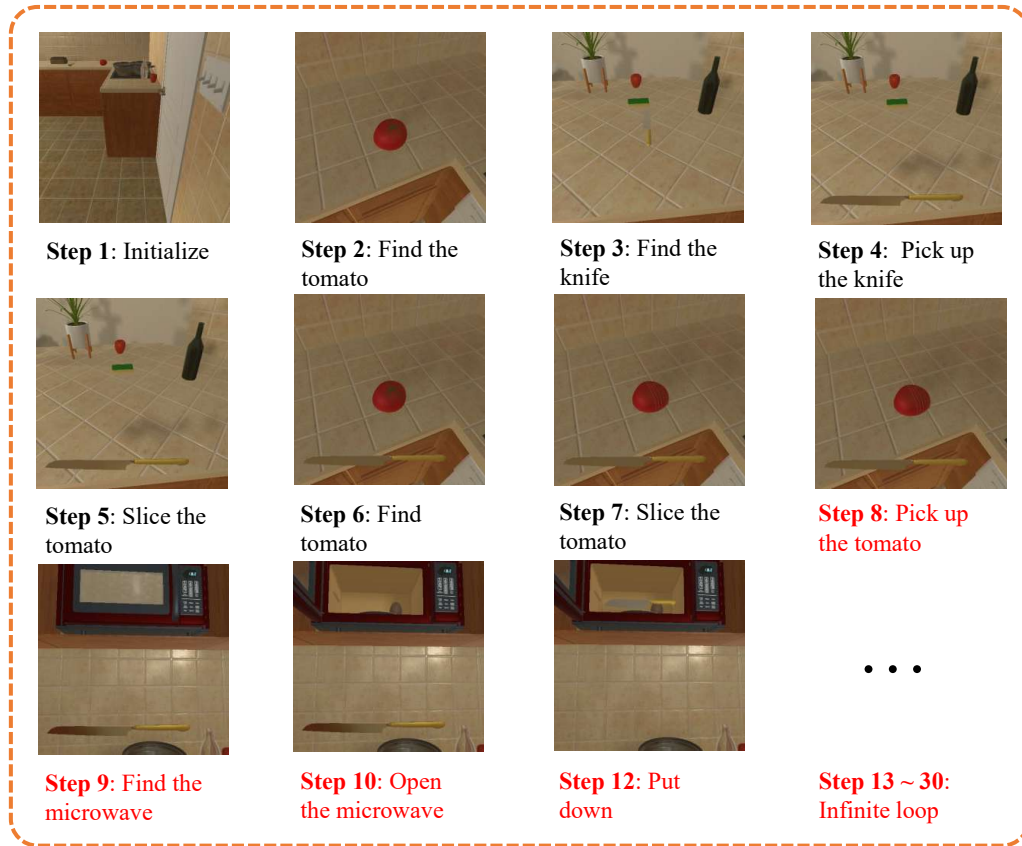 Step 1: Initialize
Step 2: Find the
tomato
Step 3: Find the
knife
Step 4: Pick up
the knife
Step 5: Slice the
tomato
Step 6: Find
tomato
Step 7: Slice the
tomato
Step 8: Pick up
the tomato
Step 9: Find the
microwave
Step 10: Open
the microwave
Step 12: Put
down
• • •
Step 13 ~ 30:
Infinite loop